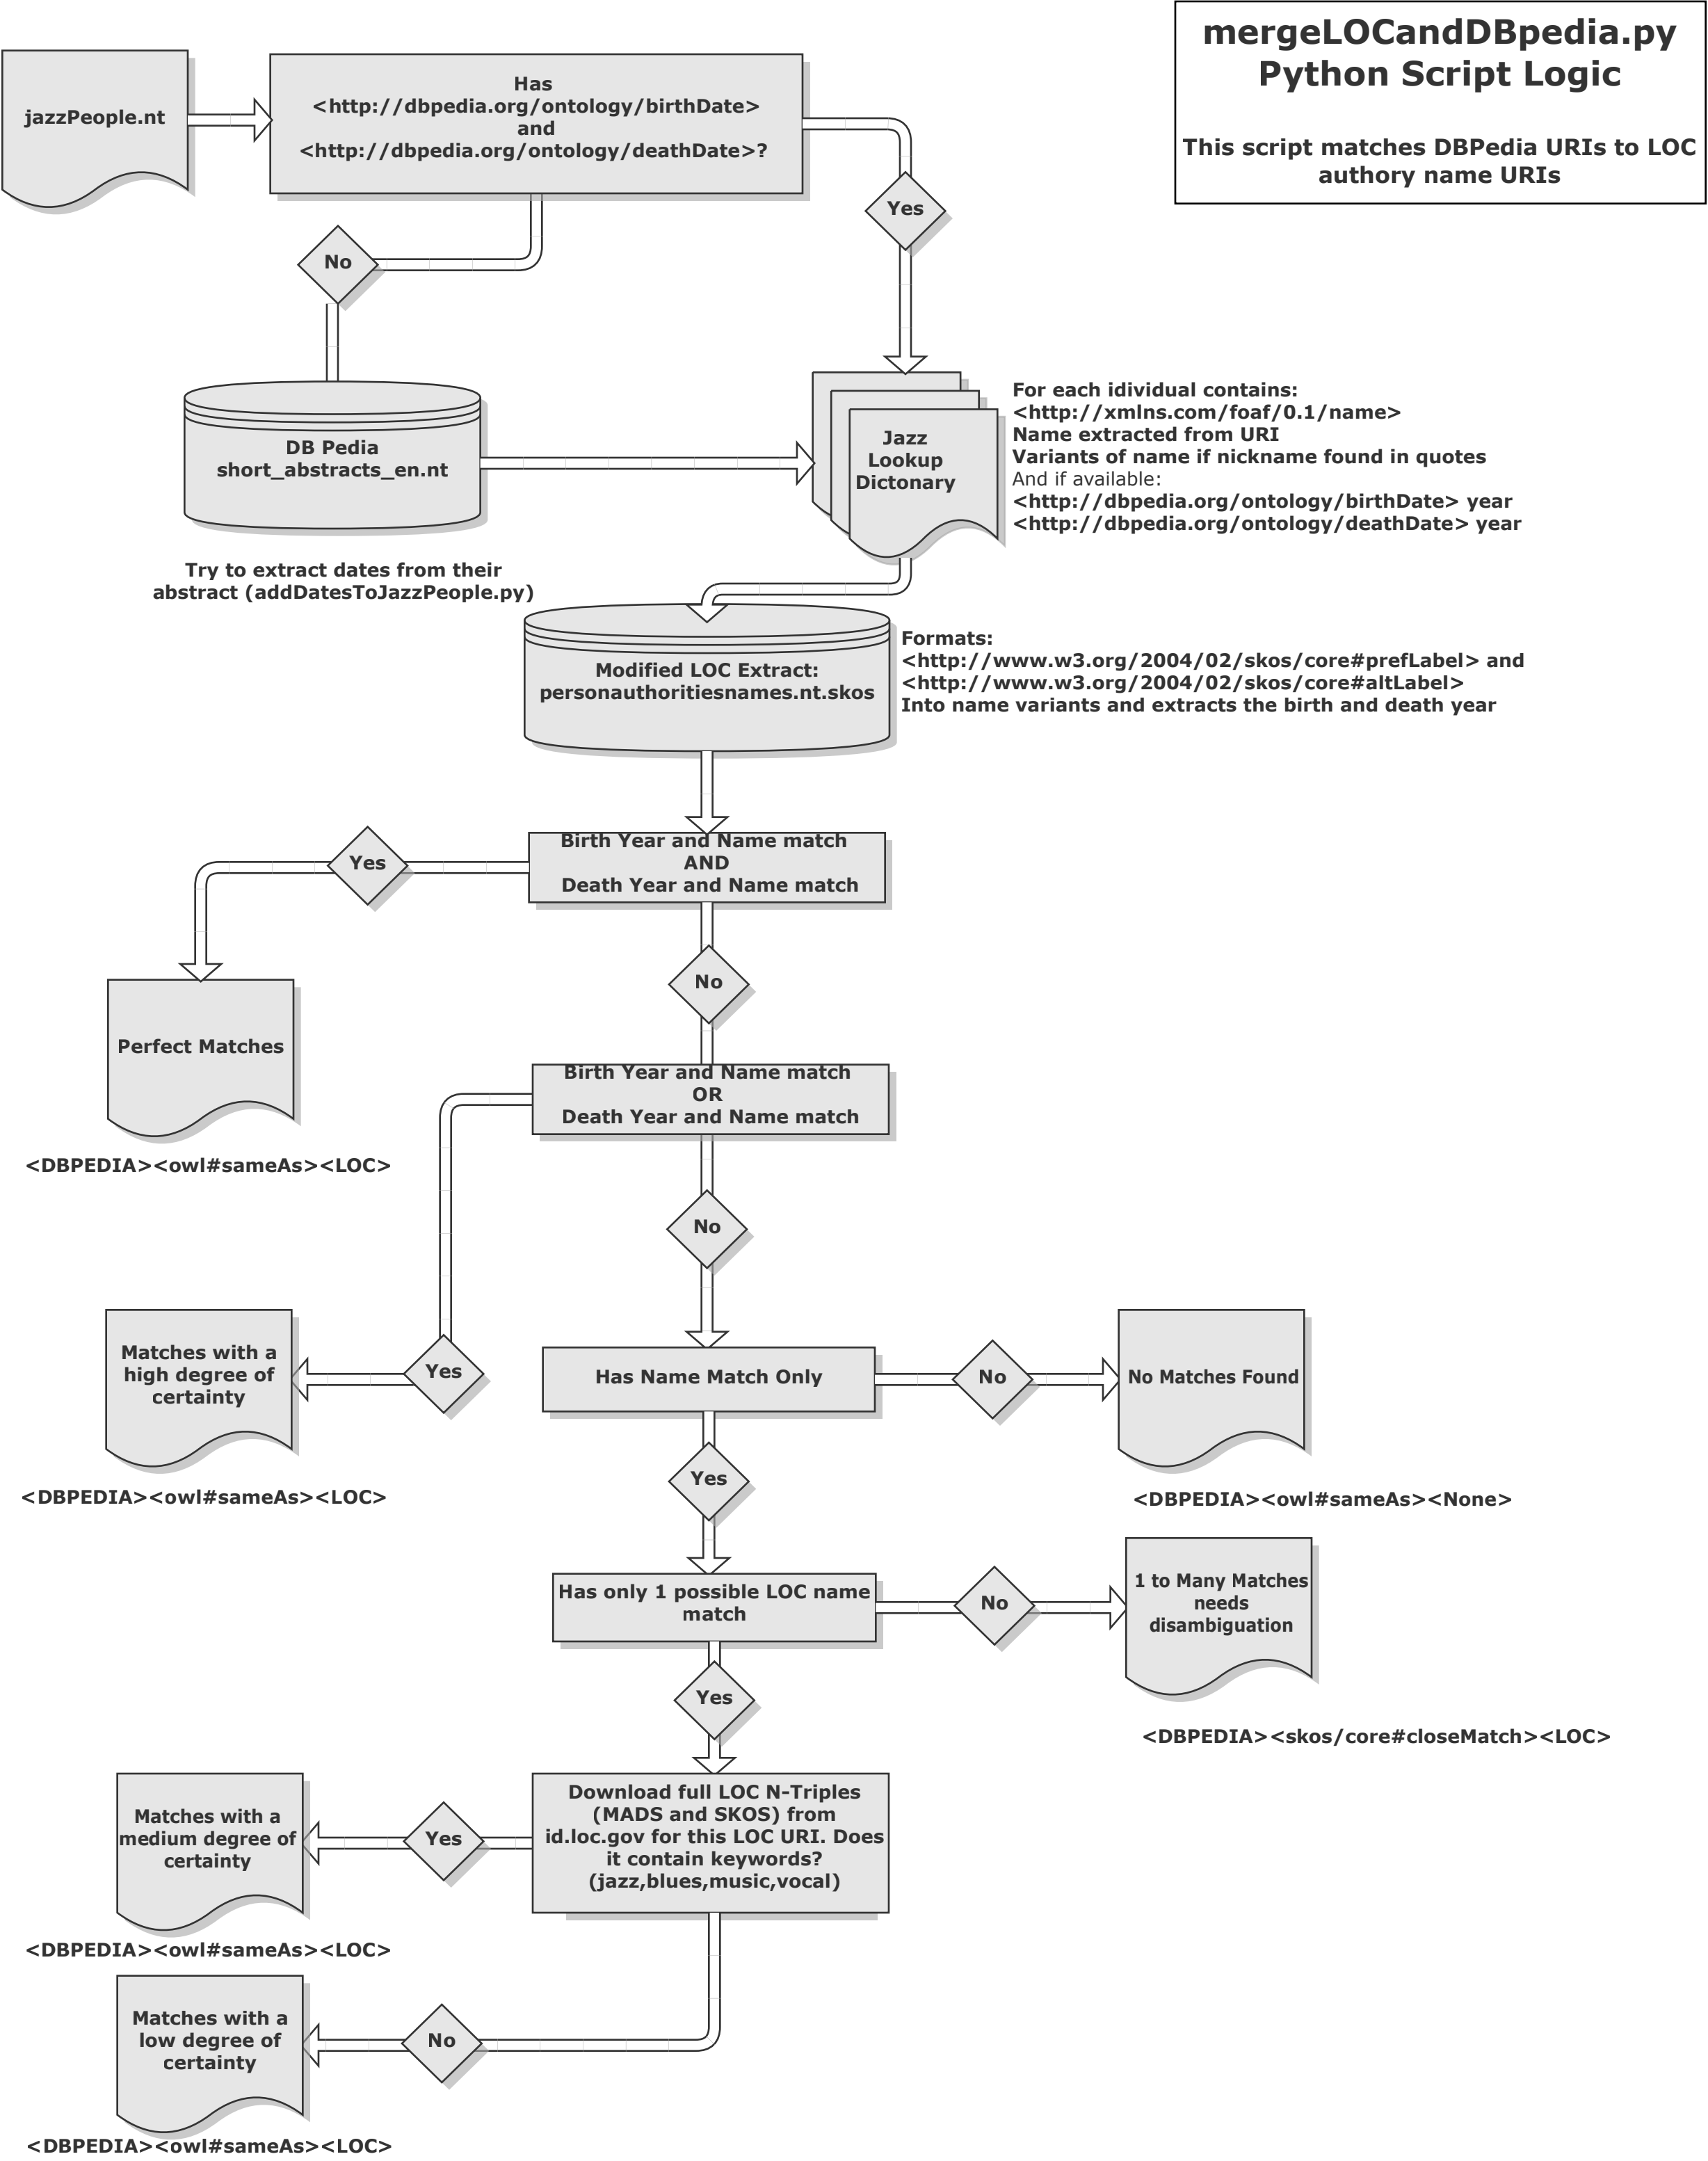 mergeLOCandDBpedia.py
Python Script Logic
This script matches DBPedia URIs to LOC
authory name URIs
jazzPeople.nt
Has
<http://dbpedia.org/ontology/birthDate>
and
<http://dbpedia.org/ontology/deathDate>?
Yes
No
DB Pedia
short_abstracts_en.nt
Try to extract dates from their
abstract (addDatesToJazzPeople.py)
Jazz
Lookup
Dictonary
For each idividual contains:
<http://xmlns.com/foaf/0.1/name>
Name extracted from URI
Variants of name if nickname found in quotes
And if available:
<http://dbpedia.org/ontology/birthDate> year
<http://dbpedia.org/ontology/deathDate> year
Modified LOC Extract:
personauthoritiesnames.nt.skos
Formats:
<http://www.w3.org/2004/02/skos/core#prefLabel> and
<http://www.w3.org/2004/02/skos/core#altLabel>
Into name variants and extracts the birth and death year
Birth Year and Name match
AND
Death Year and Name match
Yes
No
Perfect Matches
<DBPEDIA><owl#sameAs><LOC>
Birth Year and Name match
OR
Death Year and Name match
No
Yes
Matches with a
high degree of
certainty
<DBPEDIA><owl#sameAs><LOC>
Has Name Match Only
No
No Matches Found
<DBPEDIA><owl#sameAs><None>
Yes
Has only 1 possible LOC name
match
No
1 to Many Matches
needs
disambiguation
<DBPEDIA><skos/core#closeMatch><LOC>
Yes
Download full LOC N-Triples
(MADS and SKOS) from
id.loc.gov for this LOC URI. Does
it contain keywords?
(jazz,blues,music,vocal)
Yes
Matches with a
medium degree of
certainty
<DBPEDIA><owl#sameAs><LOC>
No
Matches with a
low degree of
certainty
<DBPEDIA><owl#sameAs><LOC>